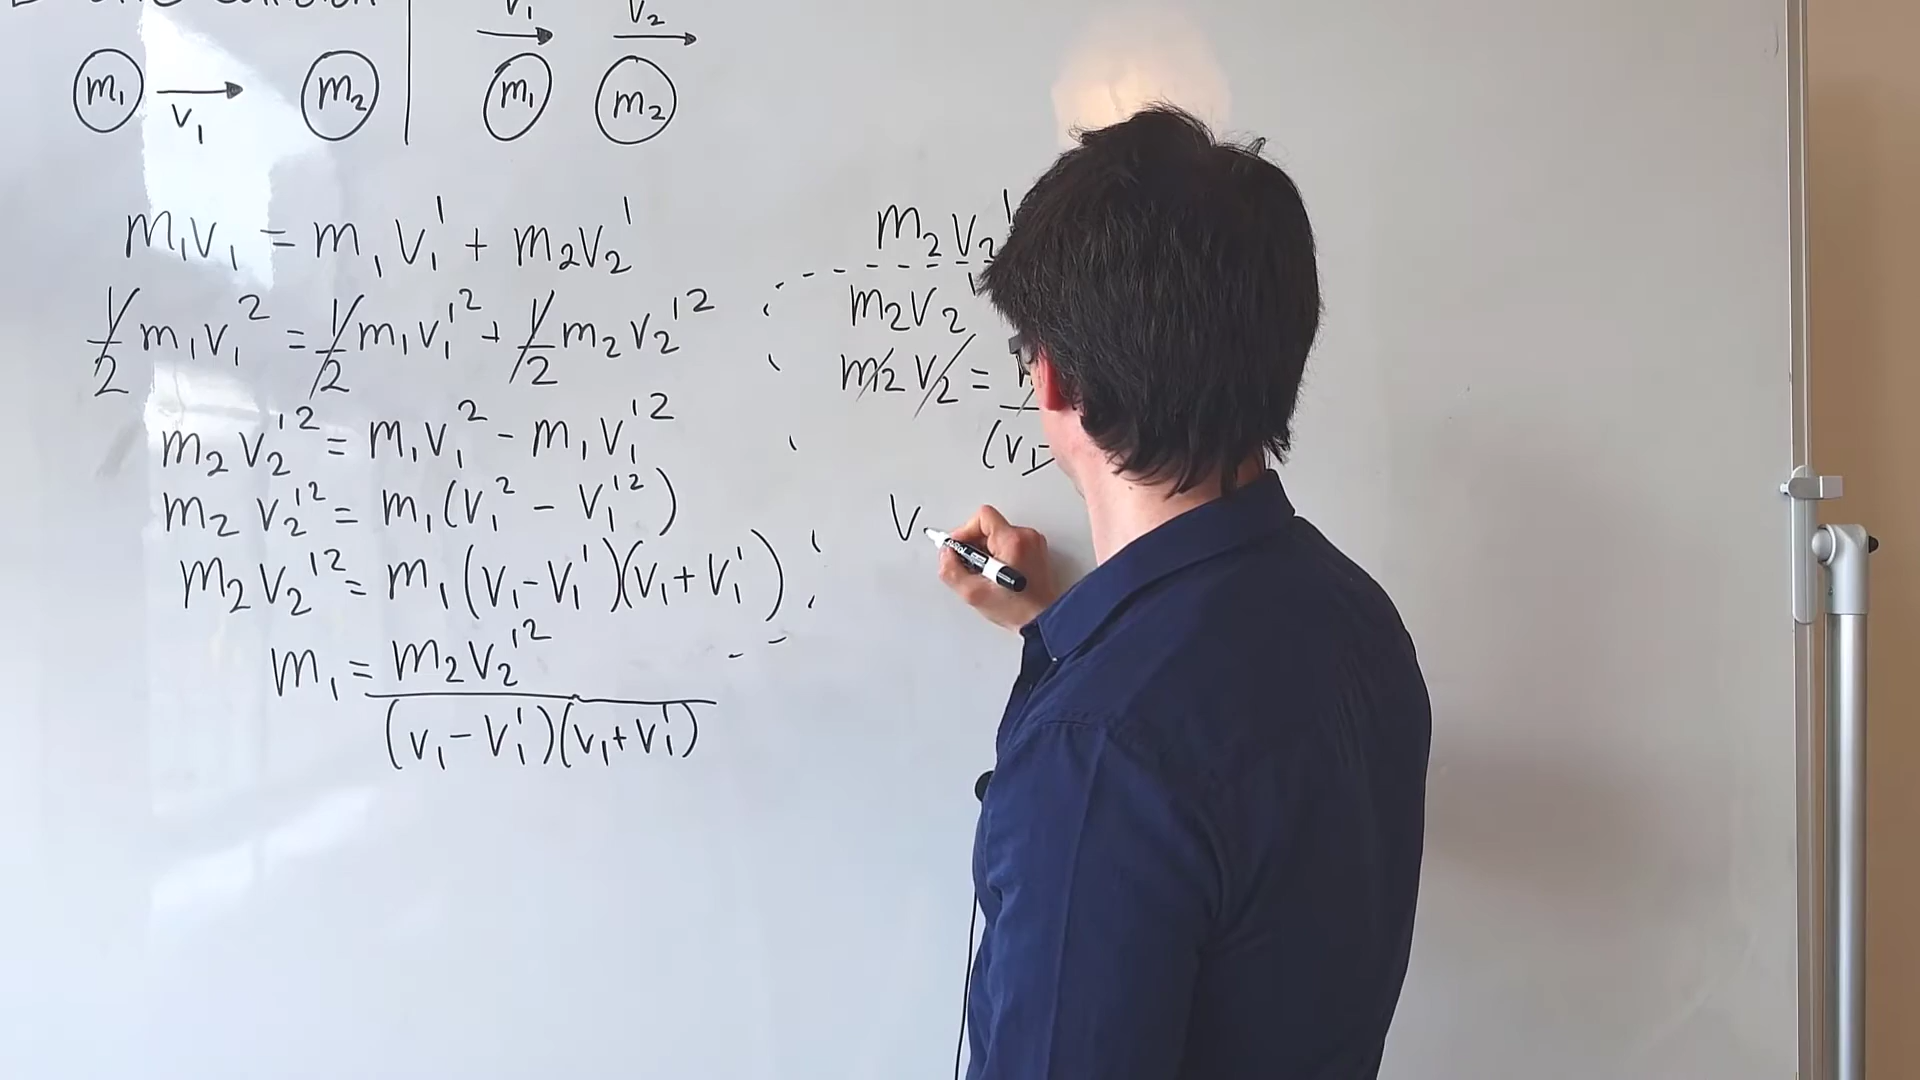 collision
v₁ v₂
m₁ v₁ m₂ m₁ m₂
m₁v₁ = m₁v₁' + m₂v₂'
1/2 m₁v₁² = 1/2 m₁v₁'² + 1/2 m₂v₂'²
m₂v₂'² = m₁v₁² - m₁v₁'²
m₂v₂'² = m₁(v₁² - v₁'²)
m₂v₂'² = m₁(v₁-v₁')(v₁+v₁')
m₁ = m₂v₂'² / (v₁-v₁')(v₁+v₁')
m₂v₂'
m₂v₂'
m₂v₂ =
(v₁-
v